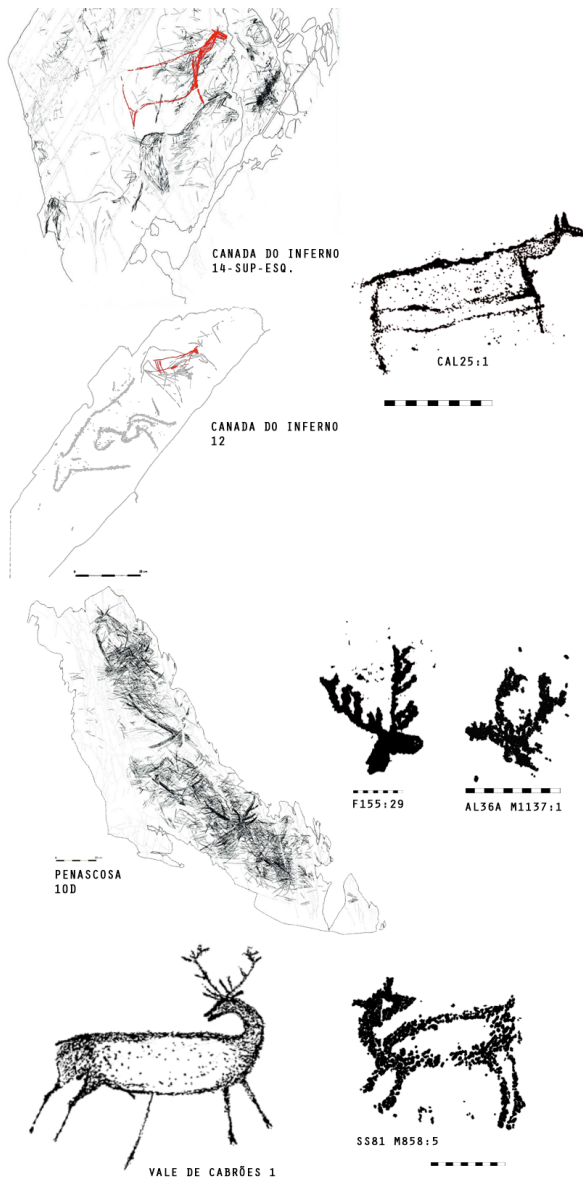 CANADA DO INFERNO
14-SUP-ESQ.
CAL25:1
CANADA DO INFERNO
12
F155:29
AL36A M1137:1
PENASCOSA
10D
SS81 M858:5
VALE DE CABRÕES 1